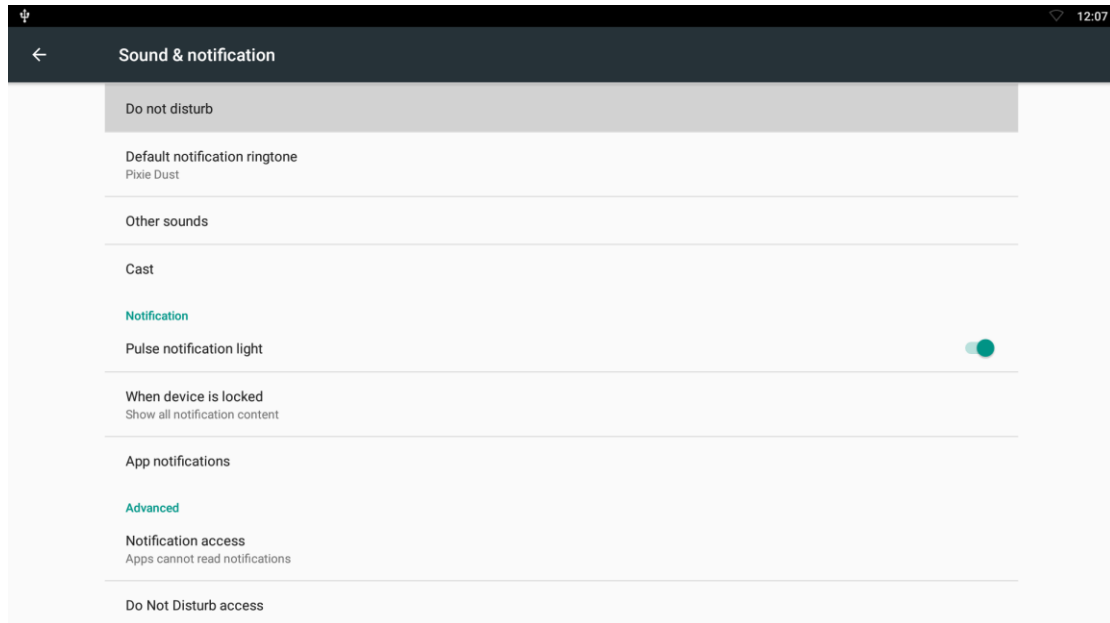 12:07
Sound & notification
Do not disturb
Default notification ringtone
Pixie Dust
Other sounds
Cast
Notification
Pulse notification light
When device is locked
Show all notification content
App notifications
Advanced
Notification access
Apps cannot read notifications
Do Not Disturb access